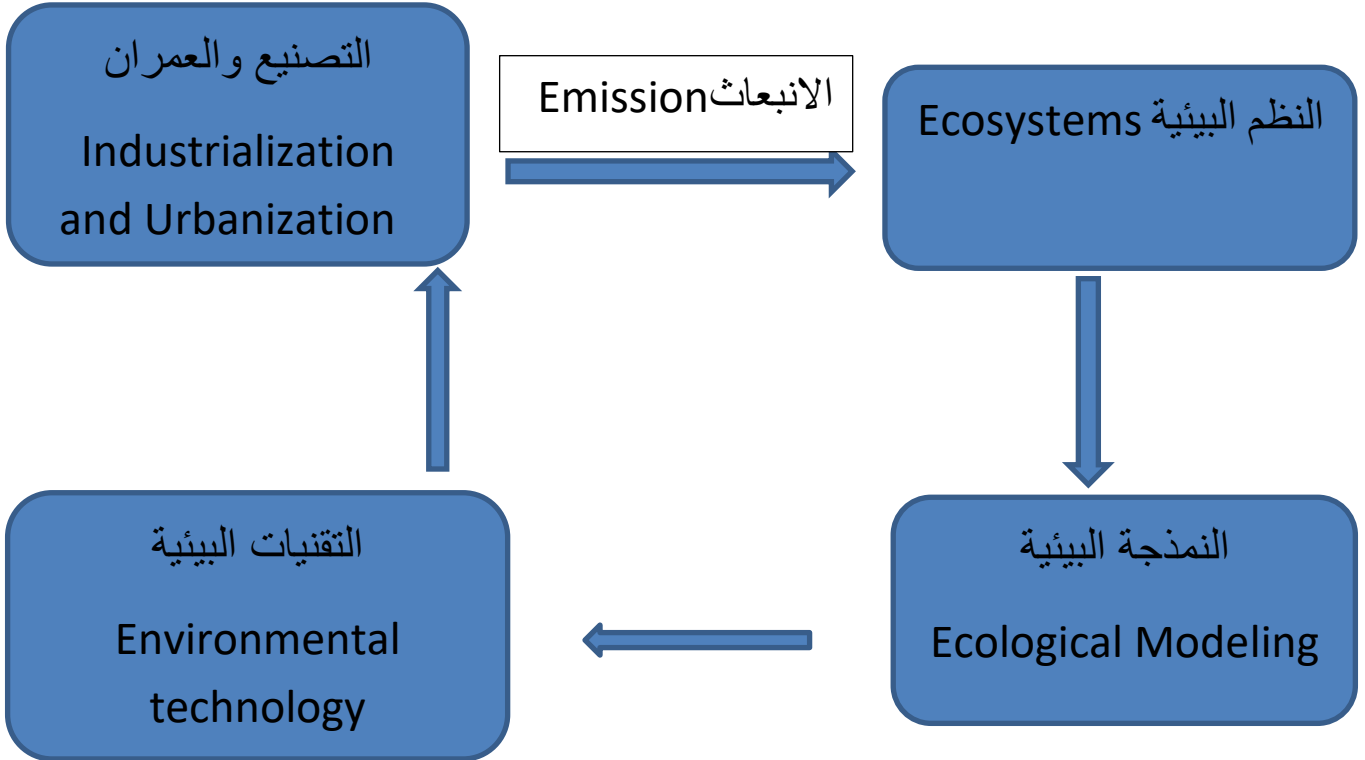 التصنيع والعمران
Industrialization
and Urbanization
الانبعاثEmission
النظم البيئية Ecosystems
التقنيات البيئية
Environmental
technology
النمذجة البيئية
Ecological Modeling